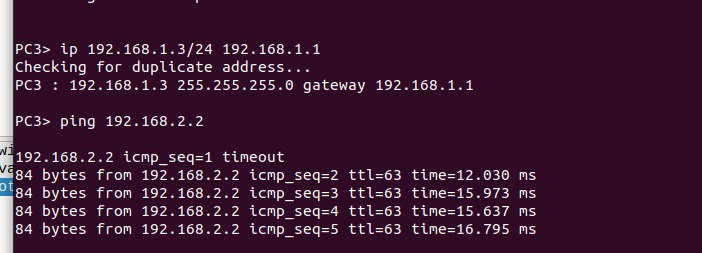 PC3> ip 192.168.1.3/24 192.168.1.1
Checking for duplicate address...
PC3 : 192.168.1.3 255.255.255.0 gateway 192.168.1.1
PC3> ping 192.168.2.2
192.168.2.2 icmp_seq=1 timeout
84 bytes from 192.168.2.2 icmp_seq=2 ttl=63 time=12.030 ms
84 bytes from 192.168.2.2 icmp_seq=3 ttl=63 time=15.973 ms
84 bytes from 192.168.2.2 icmp_seq=4 ttl=63 time=15.637 ms
84 bytes from 192.168.2.2 icmp_seq=5 ttl=63 time=16.795 ms